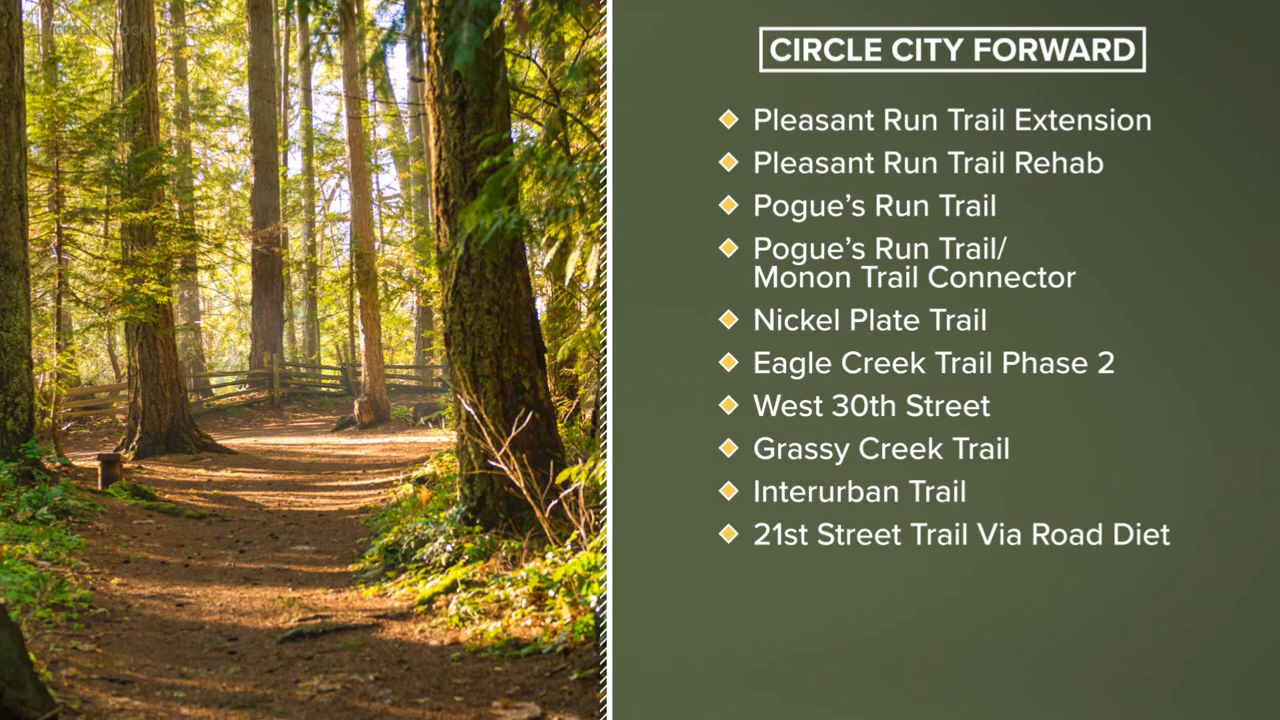 CIRCLE CITY FORWARD
Pleasant Run Trail Extension
Pleasant Run Trail Rehab
Pogue's Run Trail
Pogue's Run Trail/
Monon Trail Connector
Nickel Plate Trail
Eagle Creek Trail Phase 2
West 30th Street
Grassy Creek Trail
Interurban Trail
21st Street Trail Via Road Diet